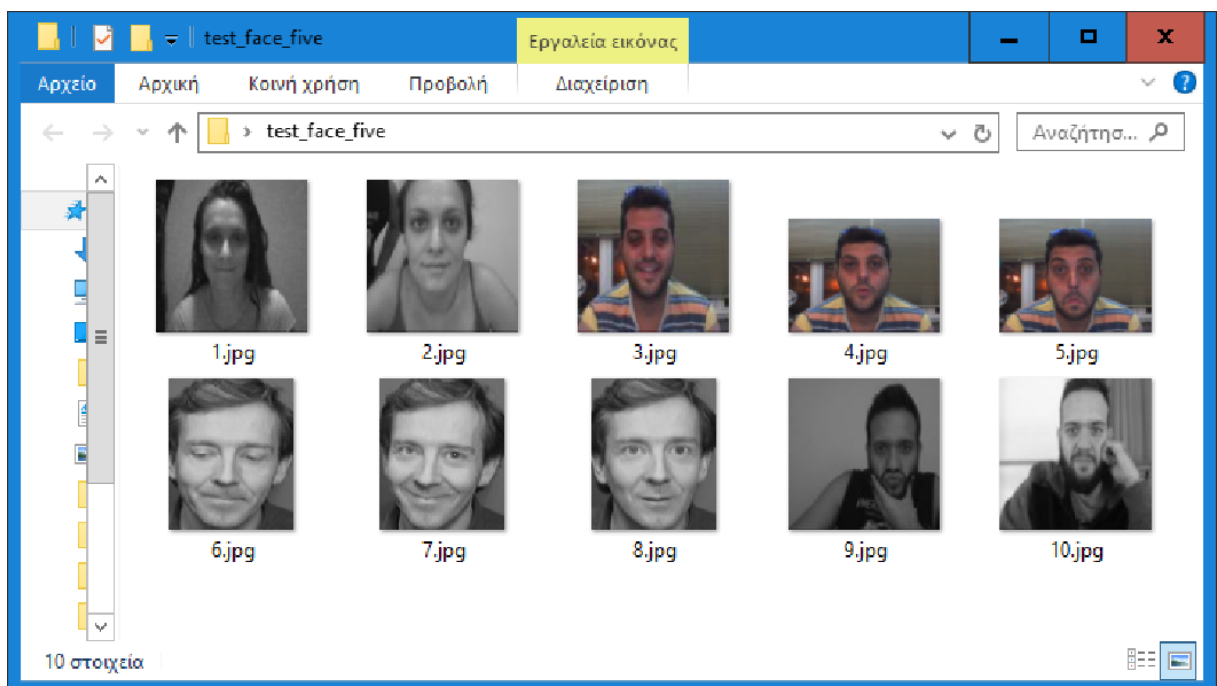 test_face_five
Εργαλεία εικόνας
Αρχείο Αρχική Κοινή χρήση Προβολή Διαχείριση
test_face_five Αναζήτησ...
1.jpg 2.jpg 3.jpg 4.jpg 5.jpg
6.jpg 7.jpg 8.jpg 9.jpg 10.jpg
10 στοιχεία